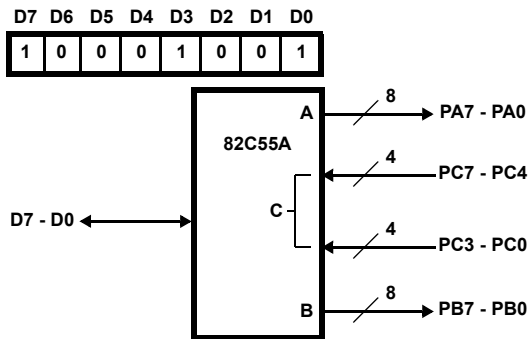 D7 D6 D5 D4 D3 D2 D1 D0
1 0 0 0 1 0 0 1
A 8 PA7 - PA0
82C55A
4 PC7 - PC4
C
D7 - D0
4 PC3 - PC0
B 8 PB7 - PB0